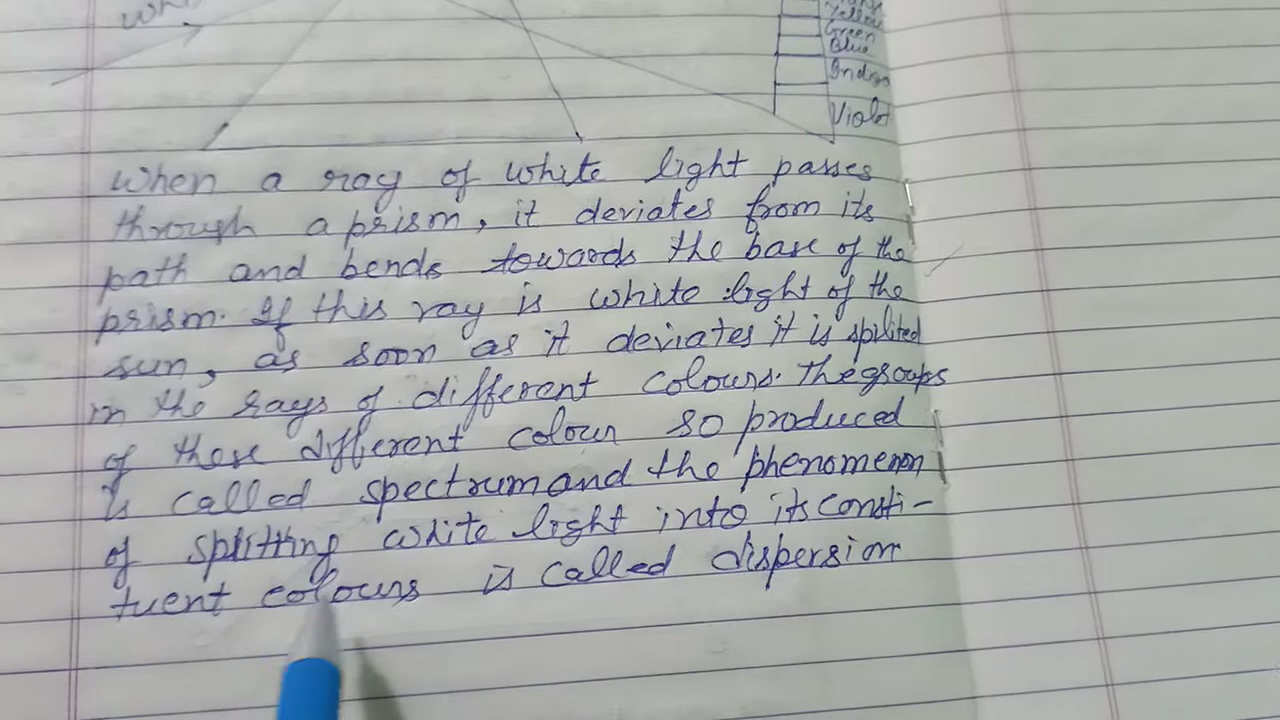 Whi
Yellow
Green
Blue
Indigo
Violet
When a ray of white light passes
through a prism, it deviates from its
path and bends towards the base of the
prism. If this ray is white light of the
sun, as soon as it deviates it is splited
in the rays of different colours. The groups
of these different colour so produced
is called spectrum and the phenomenon
of splitting white light into its consti-
tuent colours is called dispersion